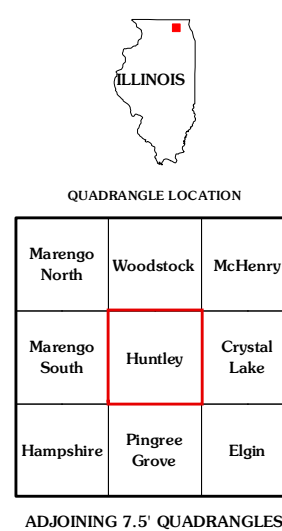 ILLINOIS
QUADRANGLE LOCATION
Marengo
North
Woodstock
McHenry
Marengo
South
Huntley
Crystal
Lake
Hampshire
Pingree
Grove
Elgin
ADJOINING 7.5' QUADRANGLES